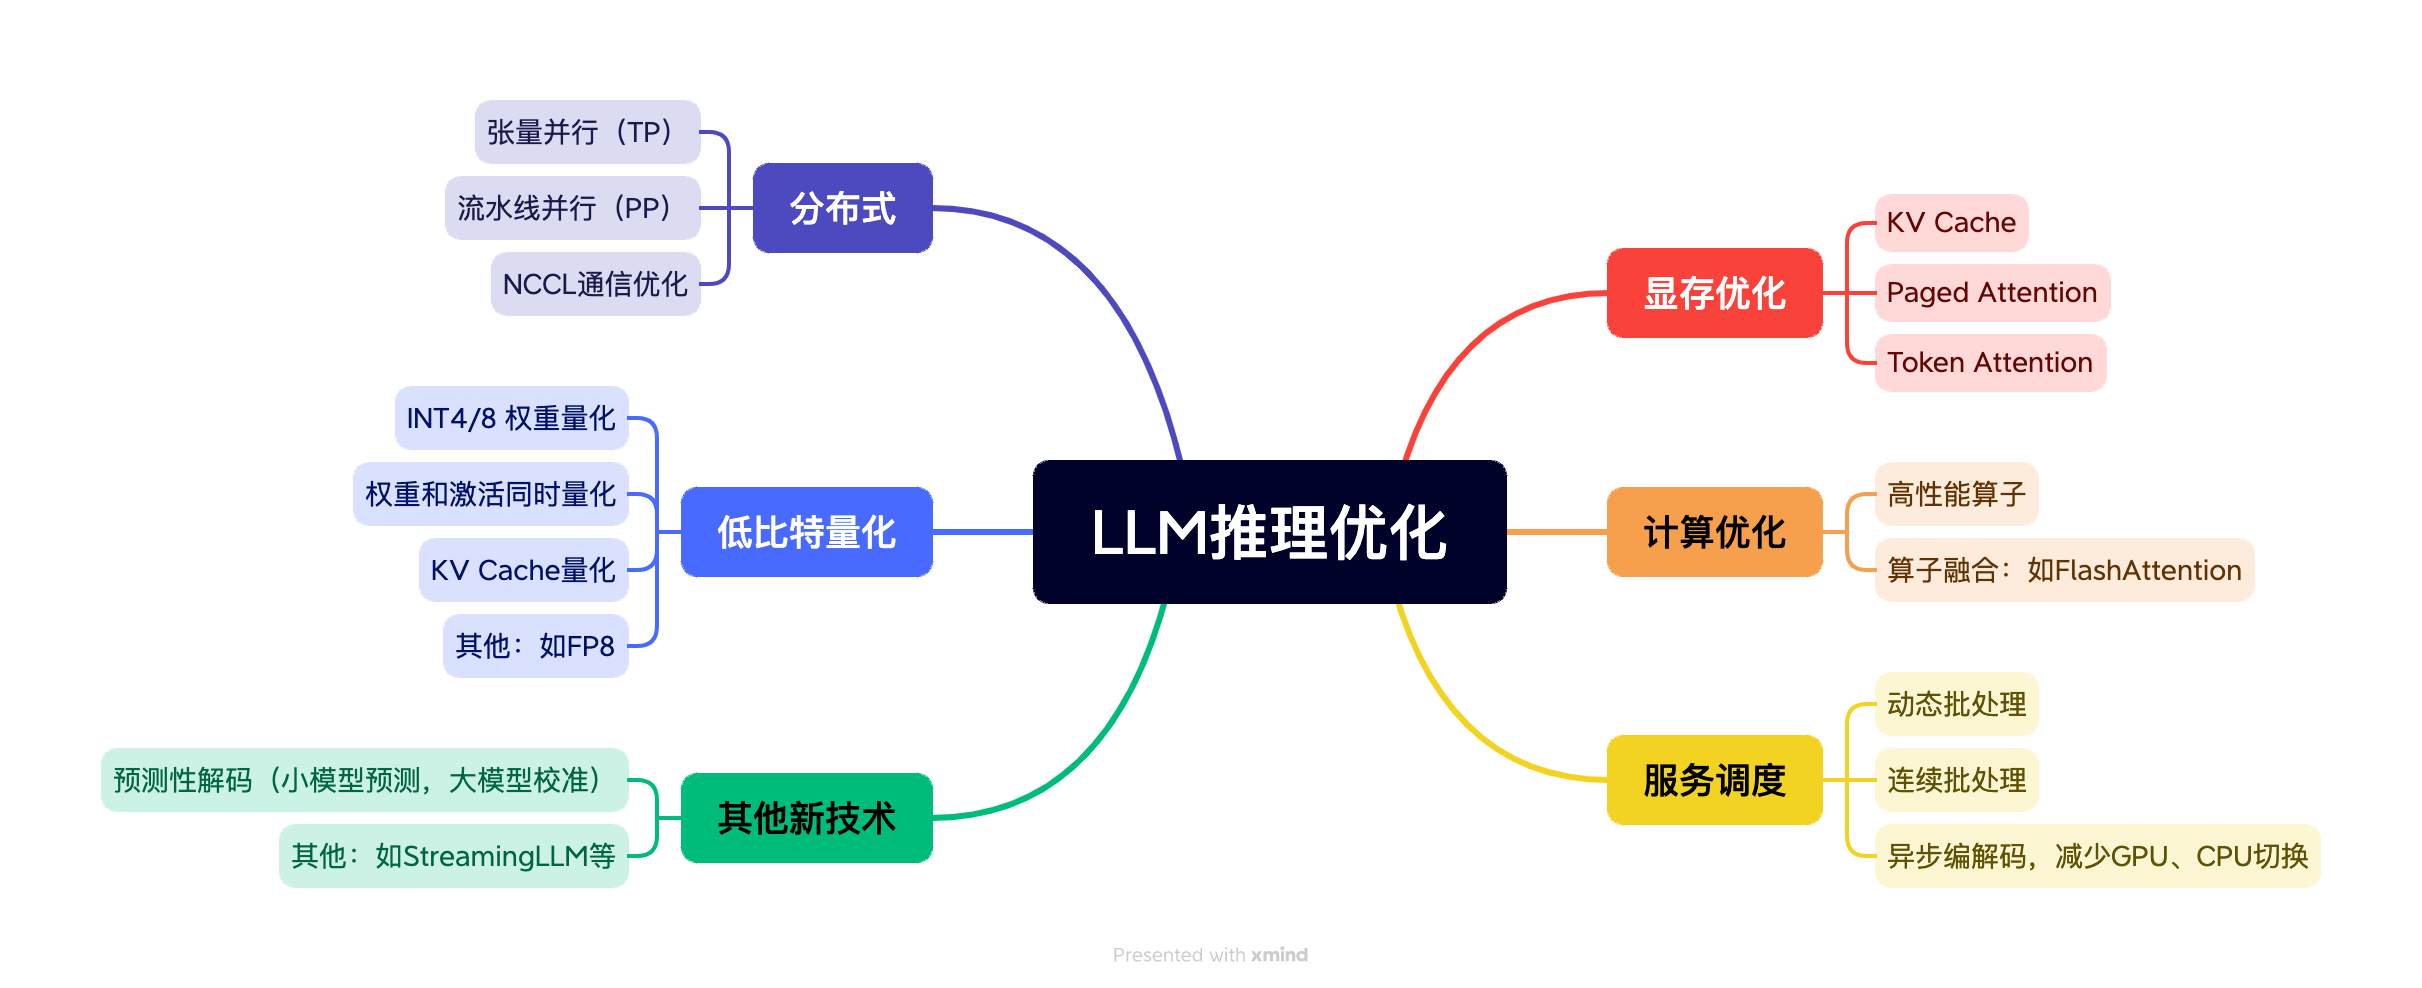 LLM推理优化
分布式
张量并行（TP）
流水线并行（PP）
NCCL通信优化
低比特量化
INT4/8 权重量化
权重和激活同时量化
KV Cache量化
其他：如FP8
其他新技术
预测性解码（小模型预测，大模型校准）
其他：如StreamingLLM等
显存优化
KV Cache
Paged Attention
Token Attention
计算优化
高性能算子
算子融合：如FlashAttention
服务调度
动态批处理
连续批处理
异步编解码，减少GPU、CPU切换
Presented with xmind